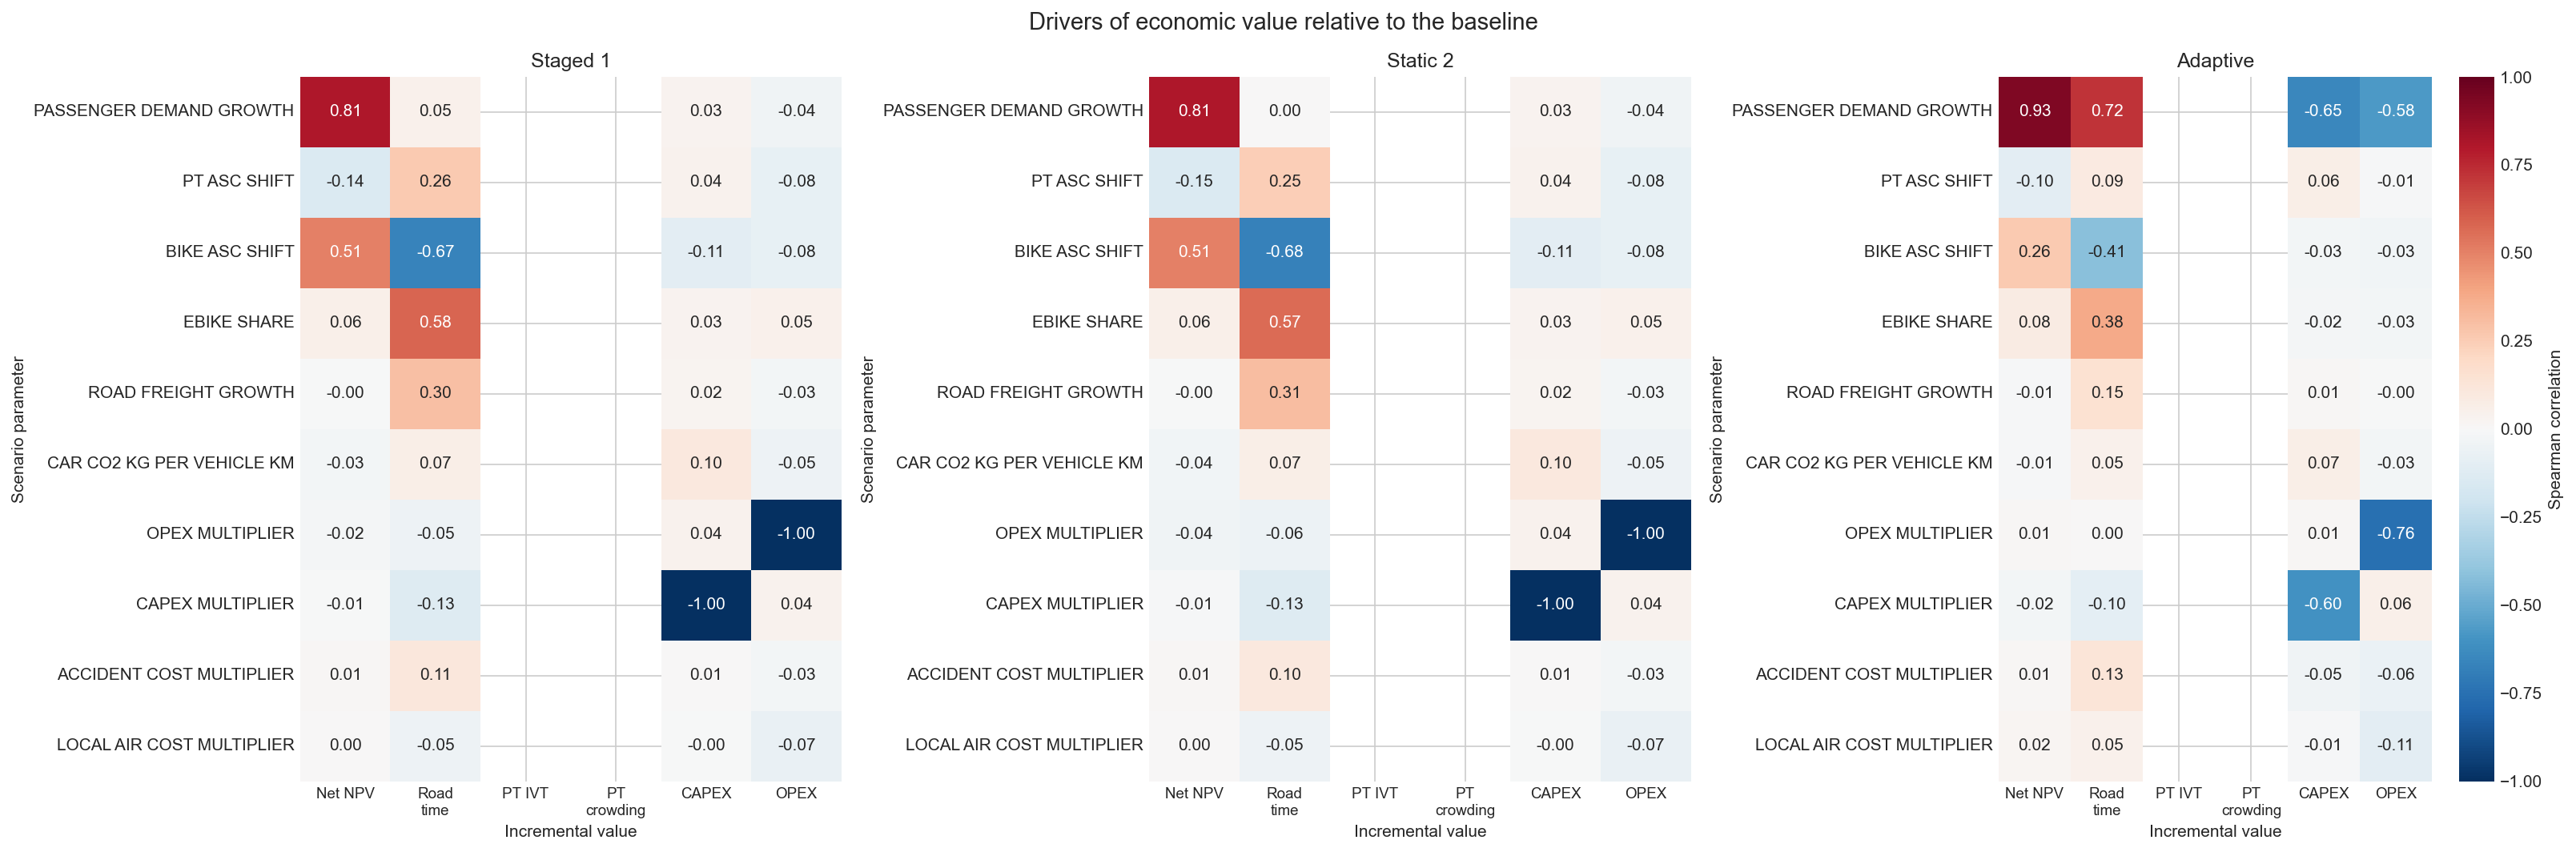 Drivers of economic value relative to the baseline
Staged 1
Scenario parameter
PASSENGER DEMAND GROWTH 0.81 0.05 0.03 -0.04
PT ASC SHIFT -0.14 0.26 0.04 -0.08
BIKE ASC SHIFT 0.51 -0.67 -0.11 -0.08
EBIKE SHARE 0.06 0.58 0.03 0.05
ROAD FREIGHT GROWTH -0.00 0.30 0.02 -0.03
CAR CO2 KG PER VEHICLE KM -0.03 0.07 0.10 -0.05
OPEX MULTIPLIER -0.02 -0.05 0.04 -1.00
CAPEX MULTIPLIER -0.01 -0.13 -1.00 0.04
ACCIDENT COST MULTIPLIER 0.01 0.11 0.01 -0.03
LOCAL AIR COST MULTIPLIER 0.00 -0.05 -0.00 -0.07
Net NPV Road PT IVT PT CAPEX OPEX
time crowding
Incremental value
Static 2
Scenario parameter
PASSENGER DEMAND GROWTH 0.81 0.00 0.03 -0.04
PT ASC SHIFT -0.15 0.25 0.04 -0.08
BIKE ASC SHIFT 0.51 -0.68 -0.11 -0.08
EBIKE SHARE 0.06 0.57 0.03 0.05
ROAD FREIGHT GROWTH -0.00 0.31 0.02 -0.03
CAR CO2 KG PER VEHICLE KM -0.04 0.07 0.10 -0.05
OPEX MULTIPLIER -0.04 -0.06 0.04 -1.00
CAPEX MULTIPLIER -0.01 -0.13 -1.00 0.04
ACCIDENT COST MULTIPLIER 0.01 0.10 0.01 -0.03
LOCAL AIR COST MULTIPLIER 0.00 -0.05 -0.00 -0.07
Net NPV Road PT IVT PT CAPEX OPEX
time crowding
Incremental value
Adaptive
Scenario parameter
PASSENGER DEMAND GROWTH 0.93 0.72 -0.65 -0.58
PT ASC SHIFT -0.10 0.09 0.06 -0.01
BIKE ASC SHIFT 0.26 -0.41 -0.03 -0.03
EBIKE SHARE 0.08 0.38 -0.02 -0.03
ROAD FREIGHT GROWTH -0.01 0.15 0.01 -0.00
CAR CO2 KG PER VEHICLE KM -0.01 0.05 0.07 -0.03
OPEX MULTIPLIER 0.01 0.00 0.01 -0.76
CAPEX MULTIPLIER -0.02 -0.10 -0.60 0.06
ACCIDENT COST MULTIPLIER 0.01 0.13 -0.05 -0.06
LOCAL AIR COST MULTIPLIER 0.02 0.05 -0.01 -0.11
Net NPV Road PT IVT PT CAPEX OPEX
time crowding
Incremental value
1.00
0.75
0.50
0.25
0.00
−0.25
−0.50
−0.75
−1.00
Spearman correlation